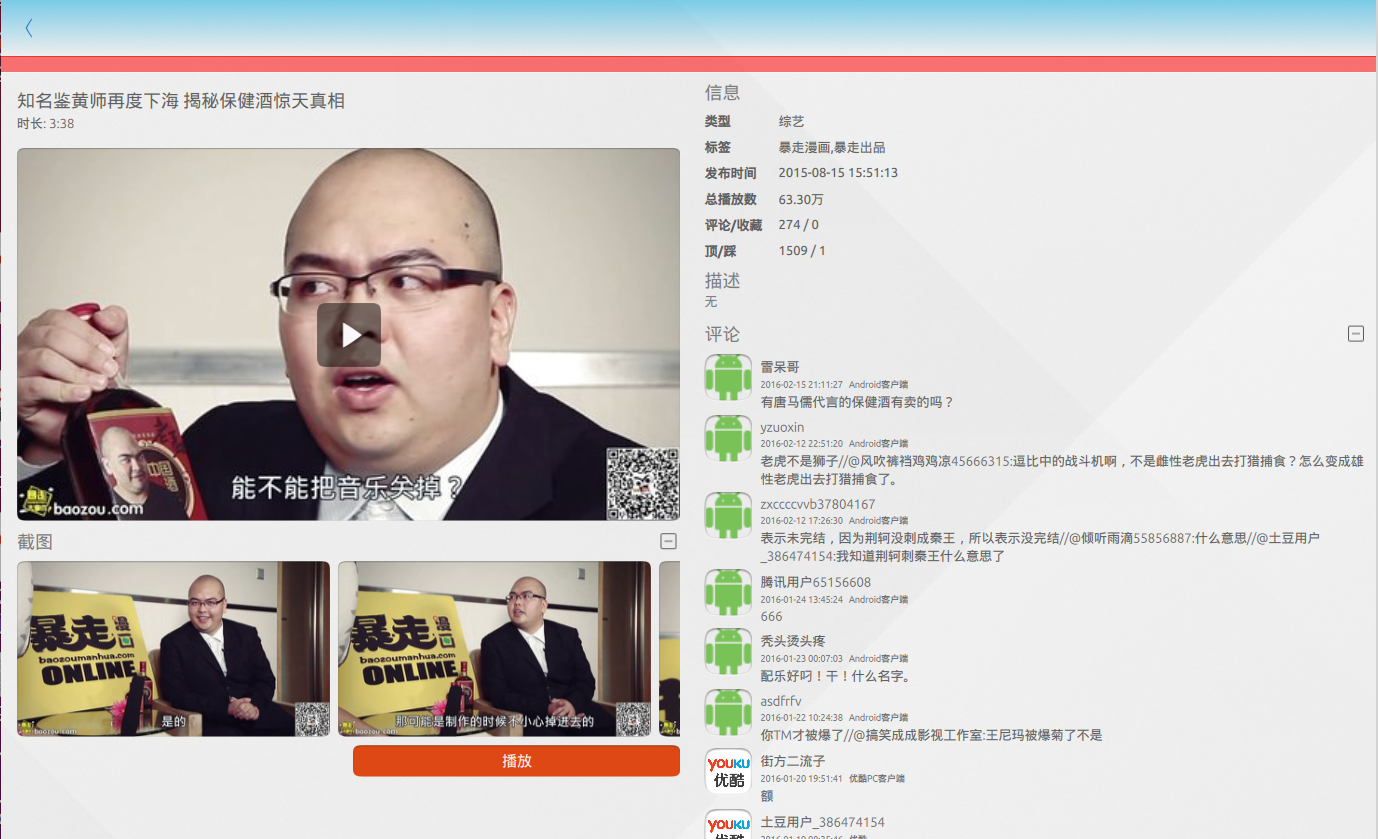 知名鉴黄师再度下海 揭秘保健酒惊天真相
时长: 3:38
中国
酒
能不能把音乐关掉？
暴走
baozou.com
截图
暴走漫画
baozoumanhua.com
ONLINE
是的
baozou.com
暴走漫画
baozoumanhua.com
ONLINE
那可能是制作的时候不小心掉进去的
baozou.com
播放
信息
类型 综艺
标签 暴走漫画,暴走出品
发布时间 2015-08-15 15:51:13
总播放数 63.30万
评论/收藏 274 / 0
顶/踩 1509 / 1
描述
无
评论
雷呆哥
2016-02-15 21:11:27 Android客户端
有唐马儒代言的保健酒有卖的吗？
yzuoxin
2016-02-12 22:51:20 Android客户端
老虎不是狮子//@风吹裤裆鸡鸡凉45666315:逗比中的战斗机啊，不是雌性老虎出去打猎捕食？怎么变成雄
性老虎出去打猎捕食了。
zxccccvvb37804167
2016-02-12 17:26:30 Android客户端
表示未完结，因为荆轲没刺成秦王，所以表示没完结//@倾听雨滴55856887:什么意思//@土豆用户
_386474154:我知道荆轲刺秦王什么意思了
腾讯用户65156608
2016-01-24 13:45:24 Android客户端
666
秃头烫头疼
2016-01-23 00:07:03 Android客户端
配乐好叼！干！什么名字。
asdfrfv
2016-01-22 10:24:38 Android客户端
你TM才被爆了//@搞笑成成影视工作室:王尼玛被爆菊了不是
YOUKU
优酷
街方二流子
2016-01-20 19:51:41 优酷PC客户端
额
YOUKU
土豆用户_386474154